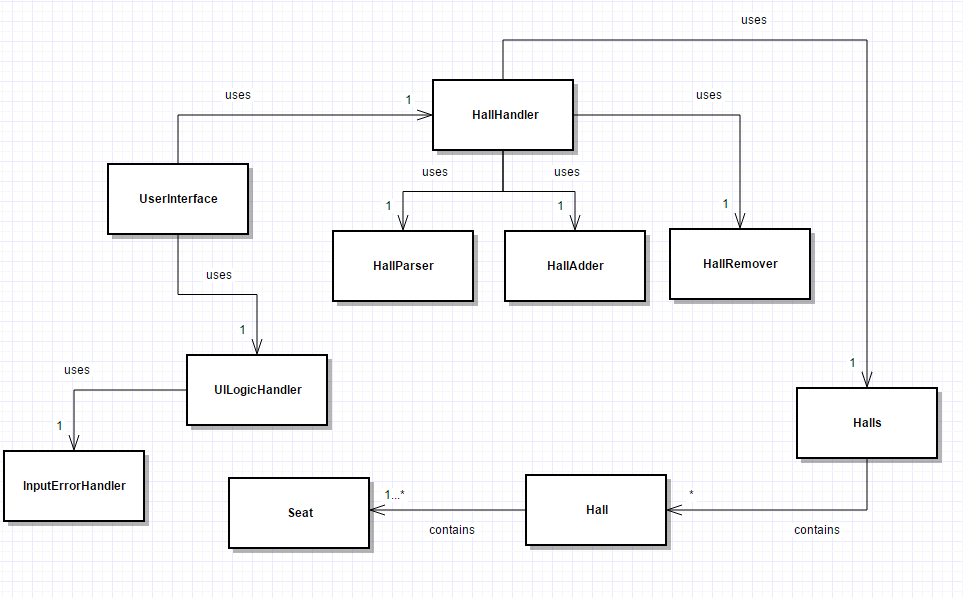 uses
uses
1
HallHandler
uses
UserInterface
uses
uses
1
1
1
HallParser
HallAdder
HallRemover
uses
1
1
uses
UILogicHandler
1
Halls
InputErrorHandler
Seat
1...*
Hall
*
contains
contains